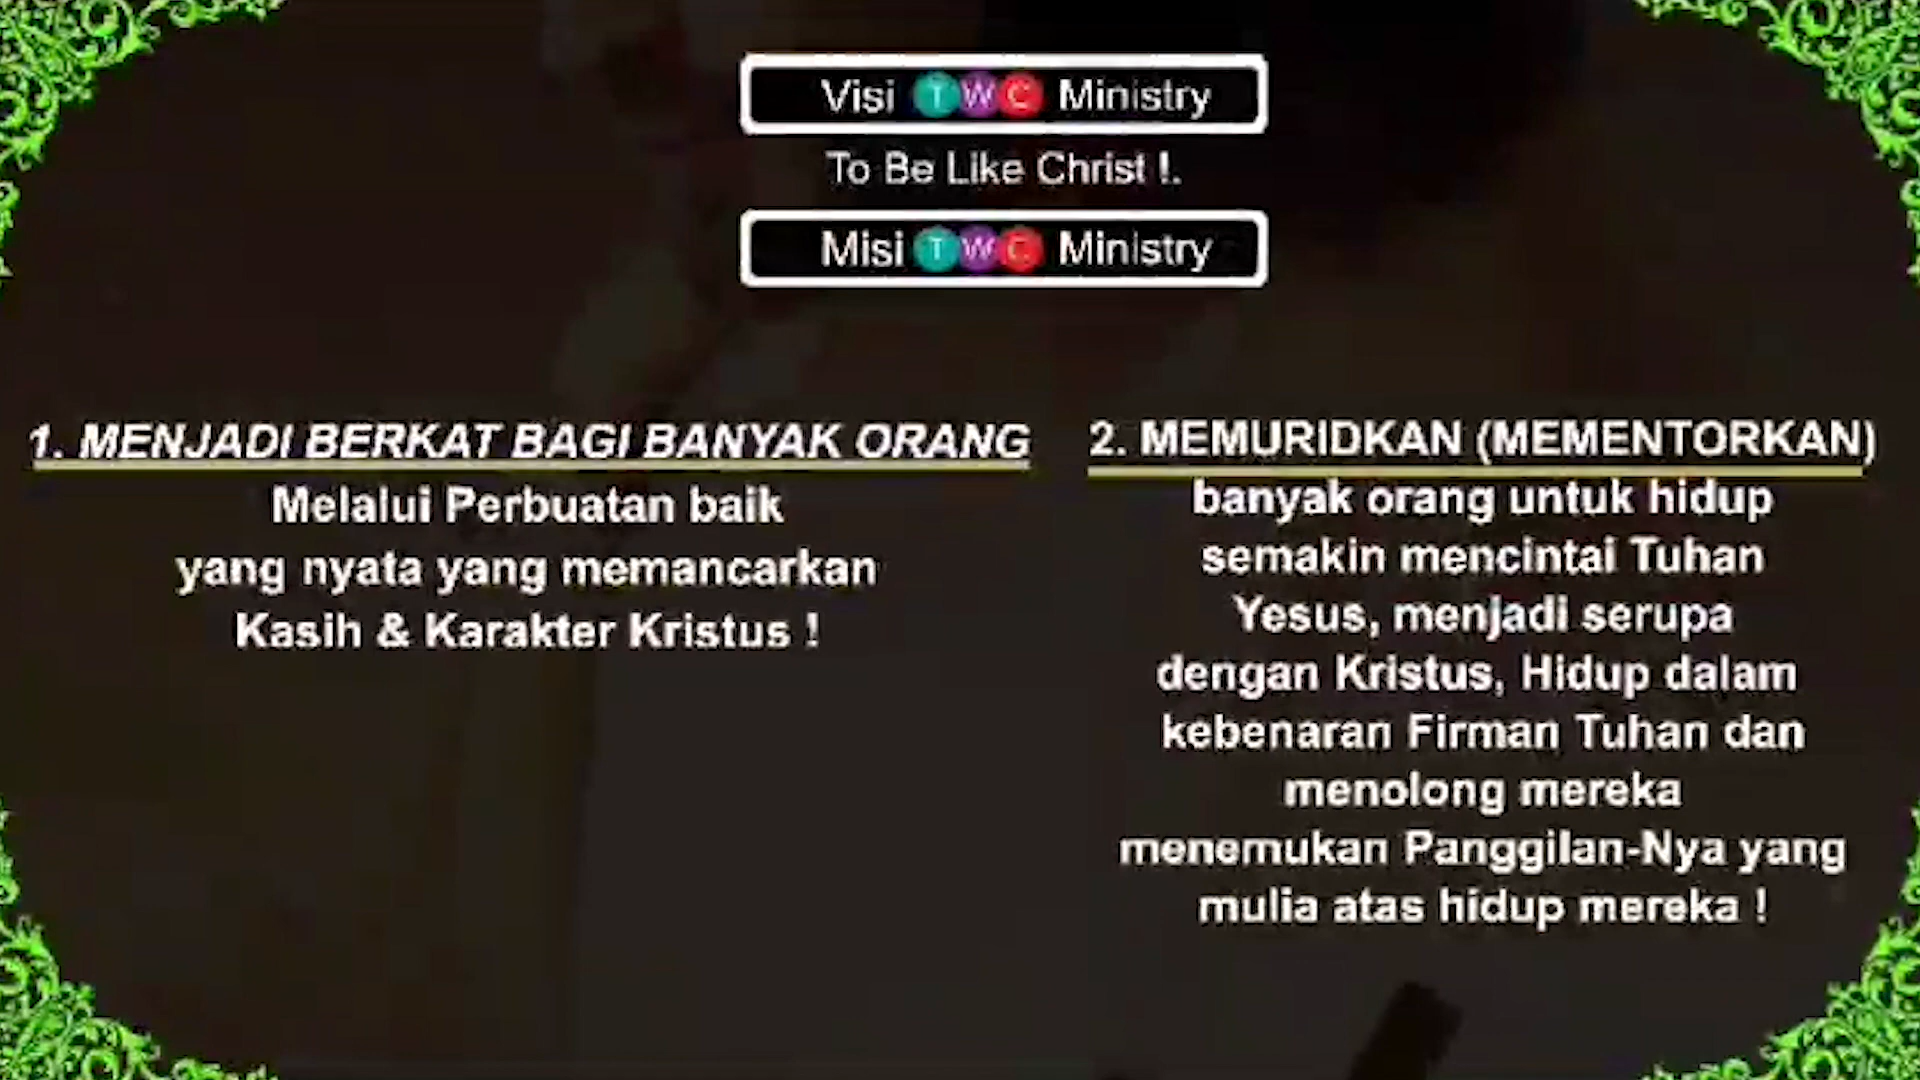 Visi TWC Ministry
To Be Like Christ !.
Misi TWC Ministry
1. MENJADI BERKAT BAGI BANYAK ORANG
Melalui Perbuatan baik
yang nyata yang memancarkan
Kasih & Karakter Kristus !
2. MEMURIDKAN (MEMENTORKAN)
banyak orang untuk hidup
semakin mencintai Tuhan
Yesus, menjadi serupa
dengan Kristus, Hidup dalam
kebenaran Firman Tuhan dan
menolong mereka
menemukan Panggilan-Nya yang
mulia atas hidup mereka !